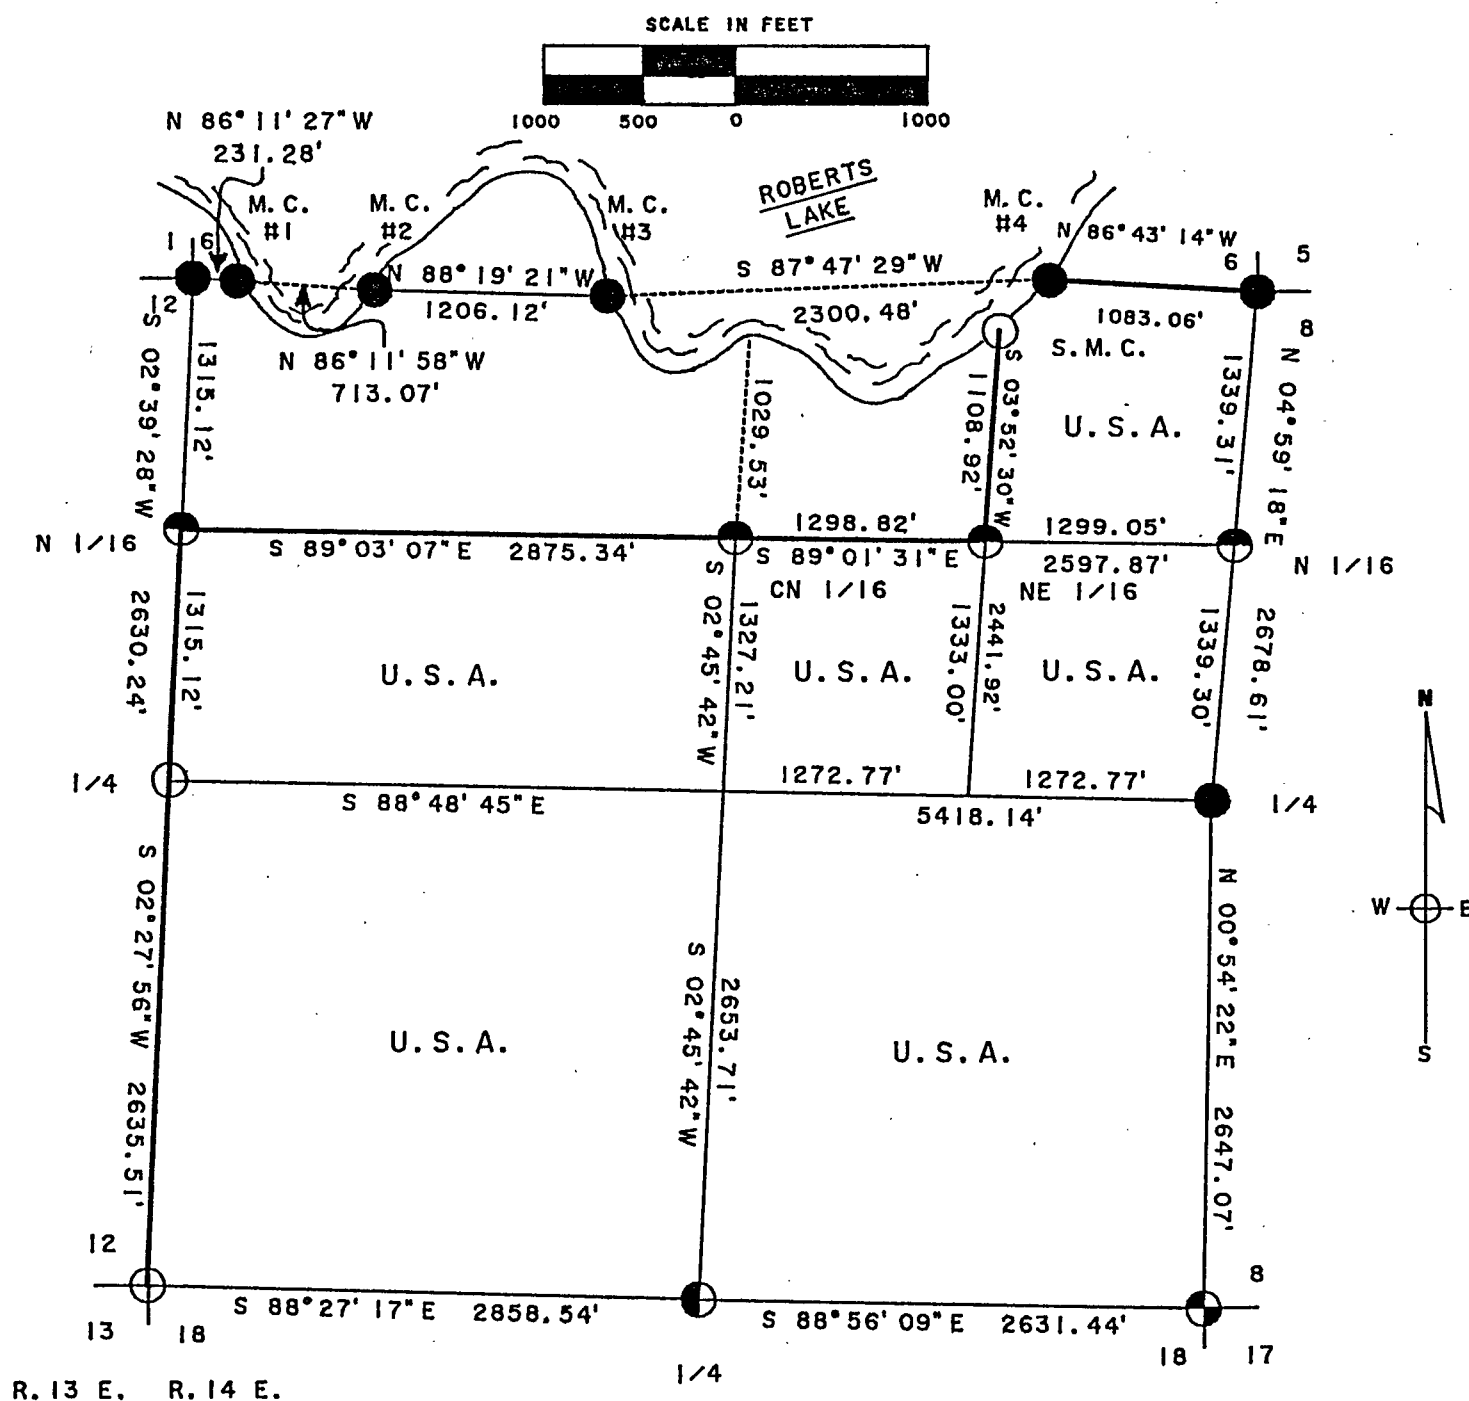 SCALE IN FEET
1000 500 0 1000
N 86° 11' 27" W
231.28'
M. C.
#1
M. C.
#2
M. C.
#3
ROBERTS
LAKE
M. C.
#4
N 86° 43' 14" W
1 6
12
6 5
8
N 88° 19' 21" W
1206.12'
S 87° 47' 29" W
2300.48'
1083.06'
S. M. C.
N 86° 11' 58" W
713.07'
S 02° 39' 28" W
1315.12'
1029.53'
1108.92'
S 03° 52' 30" W
U. S. A.
1339.31'
N 04° 59' 18" E
N 1/16
S 89° 03' 07" E 2875.34'
1298.82'
S 89° 01' 31" E
1299.05'
2597.87'
N 1/16
CN 1/16
NE 1/16
2630.24'
1315.12'
U. S. A.
S 02° 45' 42" W
1327.21'
U. S. A.
1333.00'
2441.92'
U. S. A.
1339.30'
2678.61'
N
1/4
S 88° 48' 45" E
1272.77'
1272.77'
5418.14'
1/4
W E
S
S 02° 27' 56" W 2635.51'
U. S. A.
S 02° 45' 42" W
2653.71'
U. S. A.
N 00° 54' 22" E 2647.07'
12
13 18
S 88° 27' 17" E 2858.54'
1/4
S 88° 56' 09" E 2631.44'
8
18 17
R. 13 E. R. 14 E.